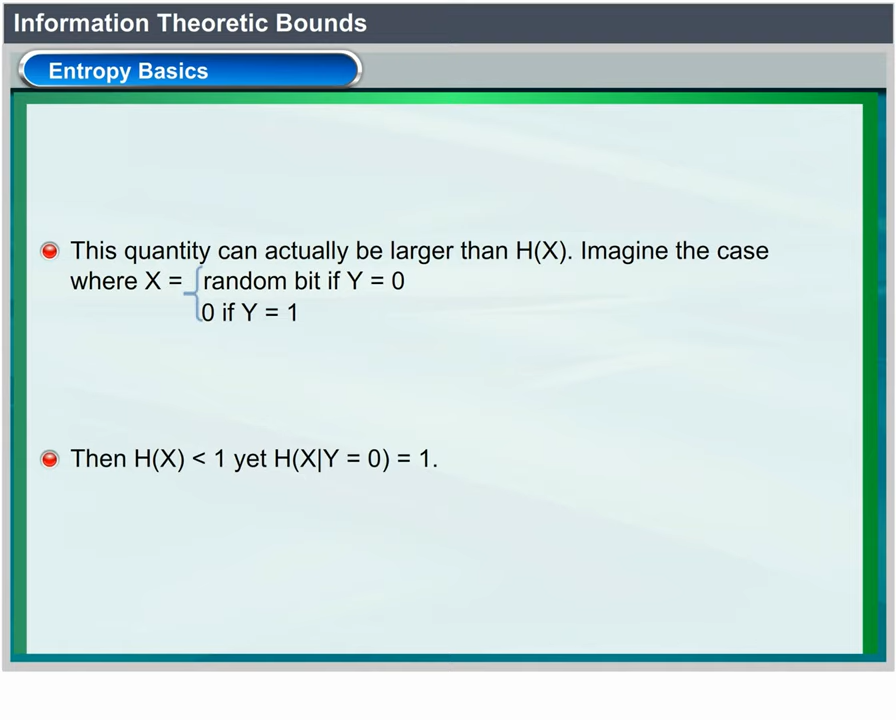 Information Theoretic Bounds
Entropy Basics
This quantity can actually be larger than H(X). Imagine the case
where X = random bit if Y = 0
0 if Y = 1
Then H(X) < 1 yet H(X|Y = 0) = 1.